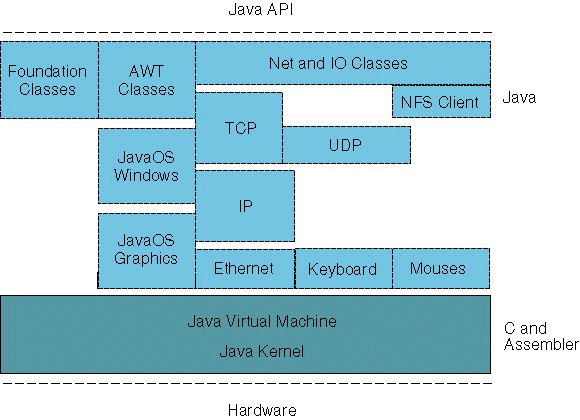 Java API
Foundation
Classes
AWT
Classes
Net and IO Classes
NFS Client
Java
TCP
UDP
JavaOS
Windows
IP
JavaOS
Graphics
Ethernet
Keyboard
Mouses
Java Virtual Machine
Java Kernel
C and
Assembler
Hardware